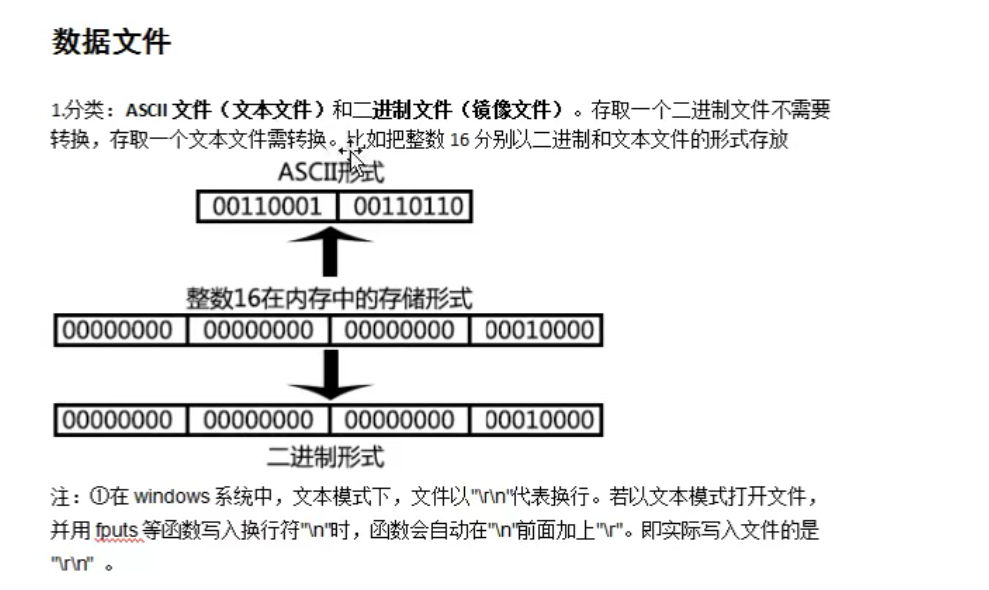 数据文件
1.分类：ASCII 文件（文本文件）和二进制文件（镜像文件）。存取一个二进制文件不需要
转换，存取一个文本文件需转换。比如把整数 16 分别以二进制和文本文件的形式存放
ASCII形式
00110001 00110110
整数16在内存中的存储形式
00000000 00000000 00000000 00010000
00000000 00000000 00000000 00010000
二进制形式
注：①在 windows 系统中，文本模式下，文件以"\r\n"代表换行。若以文本模式打开文件，
并用 fputs 等函数写入换行符"\n"时，函数会自动在"\n"前面加上"\r"。即实际写入文件的是
"\r\n" 。